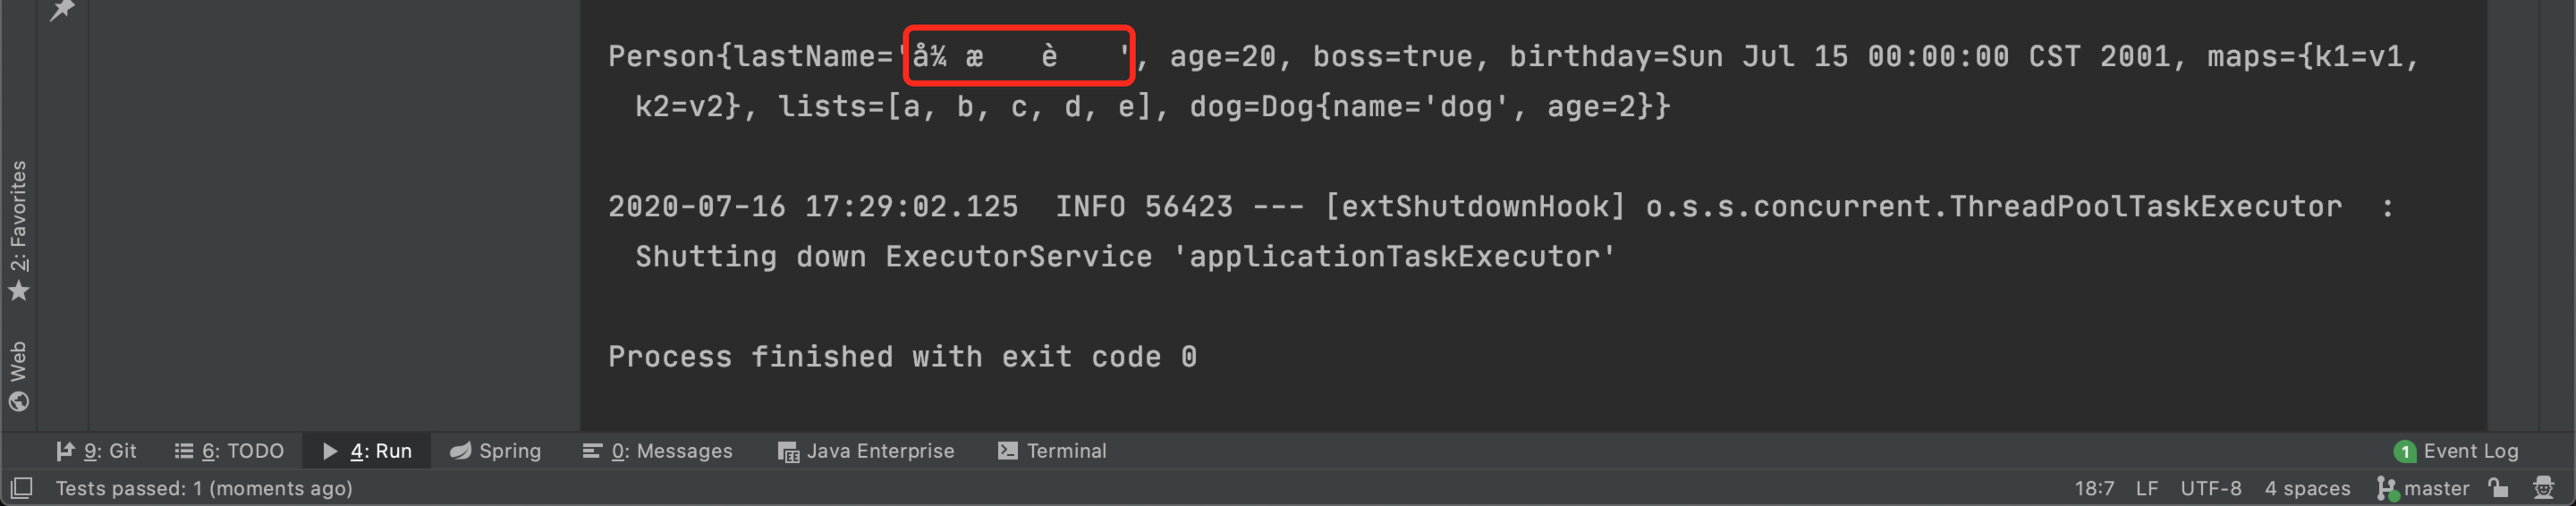 Person{lastName='å¼ æ    è    ', age=20, boss=true, birthday=Sun Jul 15 00:00:00 CST 2001, maps={k1=v1,
k2=v2}, lists=[a, b, c, d, e], dog=Dog{name='dog', age=2}}
2020-07-16 17:29:02.125  INFO 56423 --- [extShutdownHook] o.s.s.concurrent.ThreadPoolTaskExecutor  :
Shutting down ExecutorService 'applicationTaskExecutor'
Process finished with exit code 0
2: Favorites
Web
9: Git
6: TODO
4: Run
Spring
0: Messages
Java Enterprise
Terminal
1 Event Log
Tests passed: 1 (moments ago)
18:7
LF
UTF-8
4 spaces
master